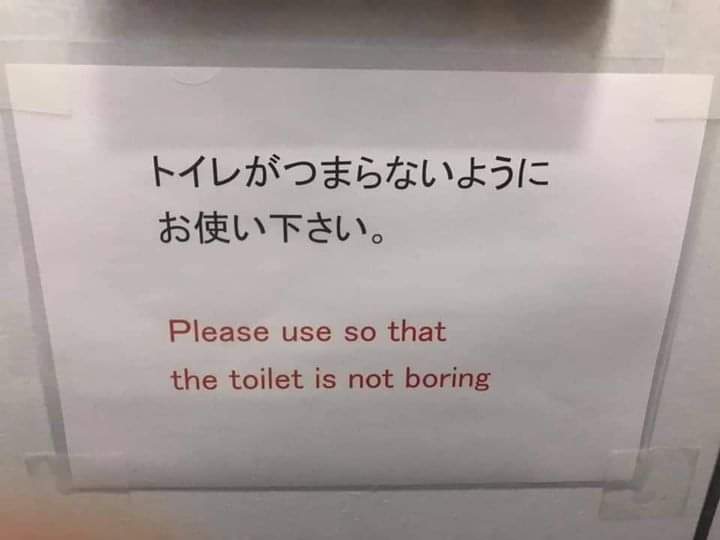 トイレがつまらないように
お使い下さい。
Please use so that
the toilet is not boring